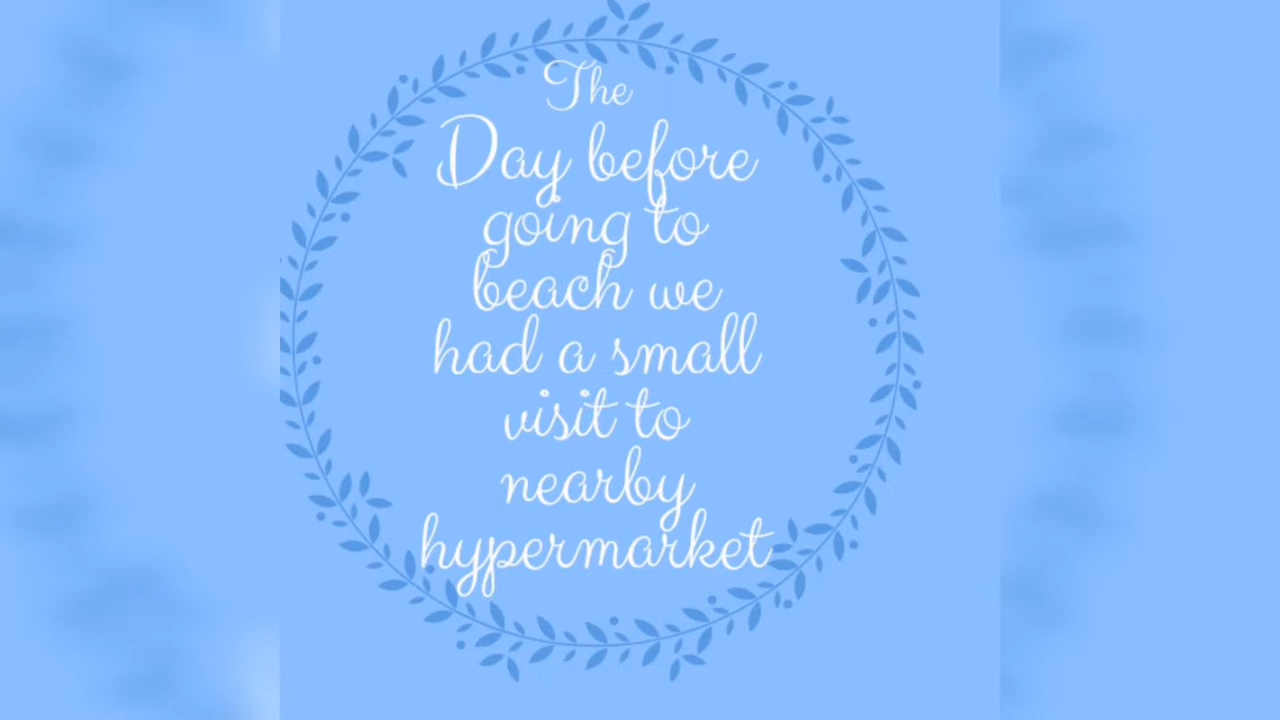 The
Day before
going to
beach we
had a small
visit to
nearby
hypermarket